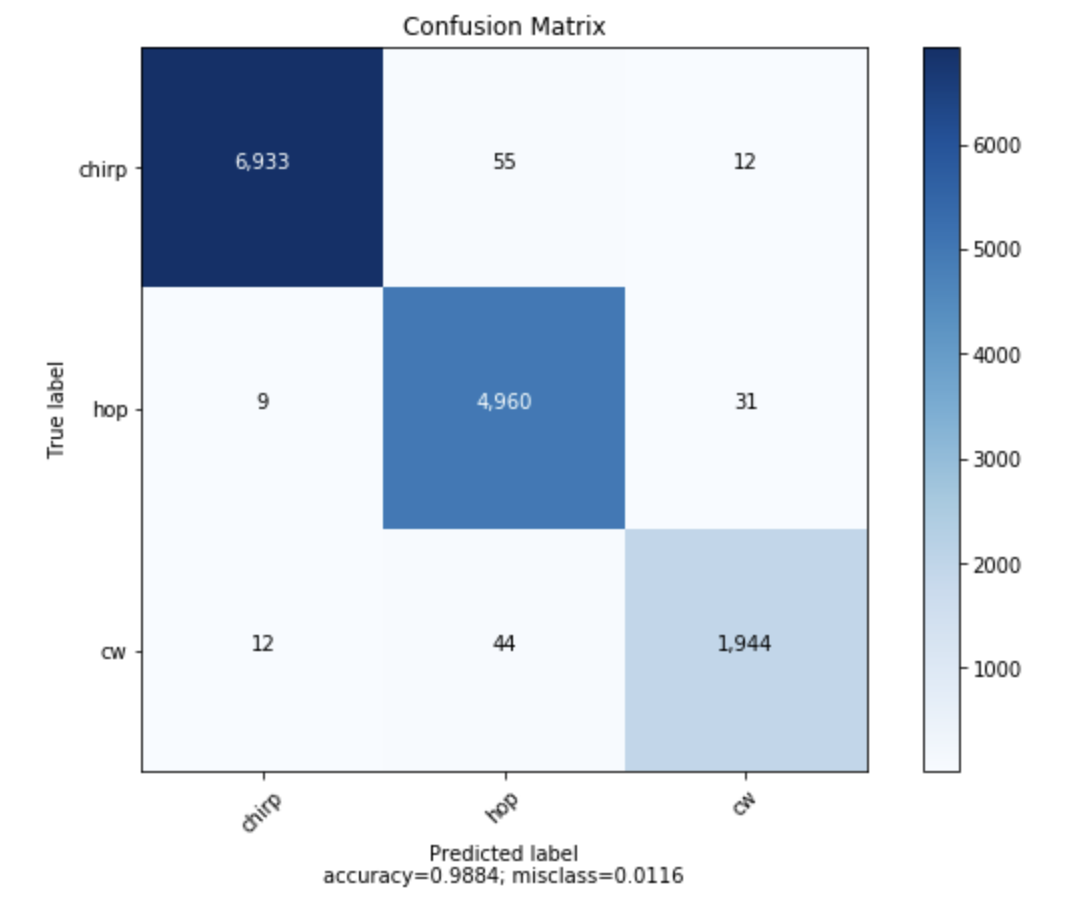 Confusion Matrix
chirp 6,933 55 12
hop 9 4,960 31
cw 12 44 1,944
True label
chirp hop cw
Predicted label
accuracy=0.9884; misclass=0.0116
6000
5000
4000
3000
2000
1000